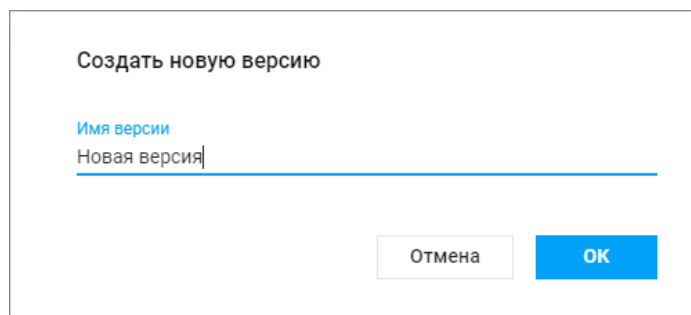 Создать новую версию
Имя версии
Новая версия
Отмена OK